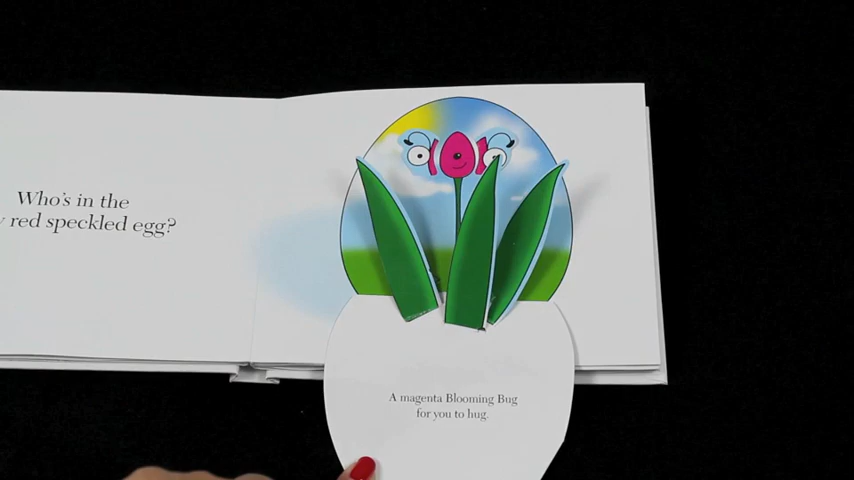 Who's in the
red speckled egg?
A magenta Blooming Bug
for you to hug.